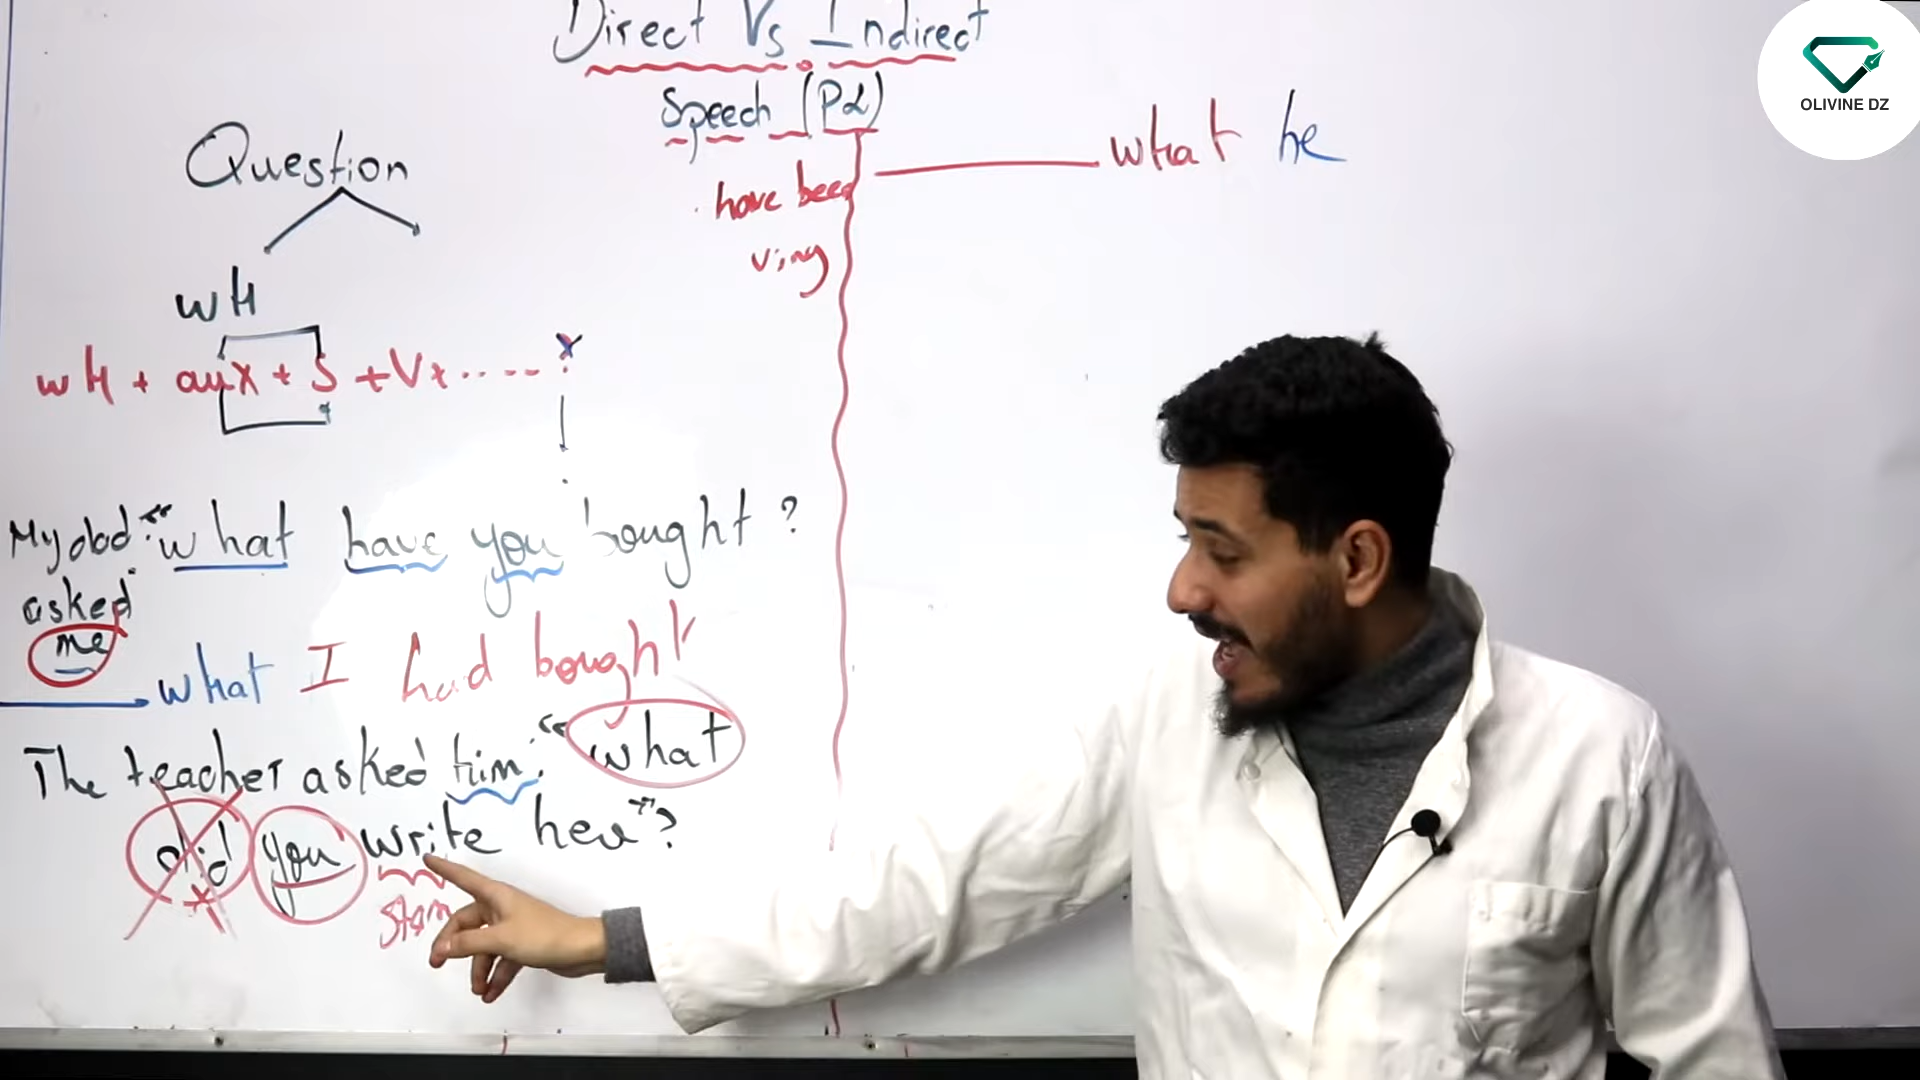 Direct Vs Indirect
Speech (P2)
Question
WH
WH + aux + S + V + ..... ?
My dad: "what have you bought?
asked
me
what I had bought
The teacher asked him: "what
did you write here"?
have been
ving
what he
OLIVINE DZ